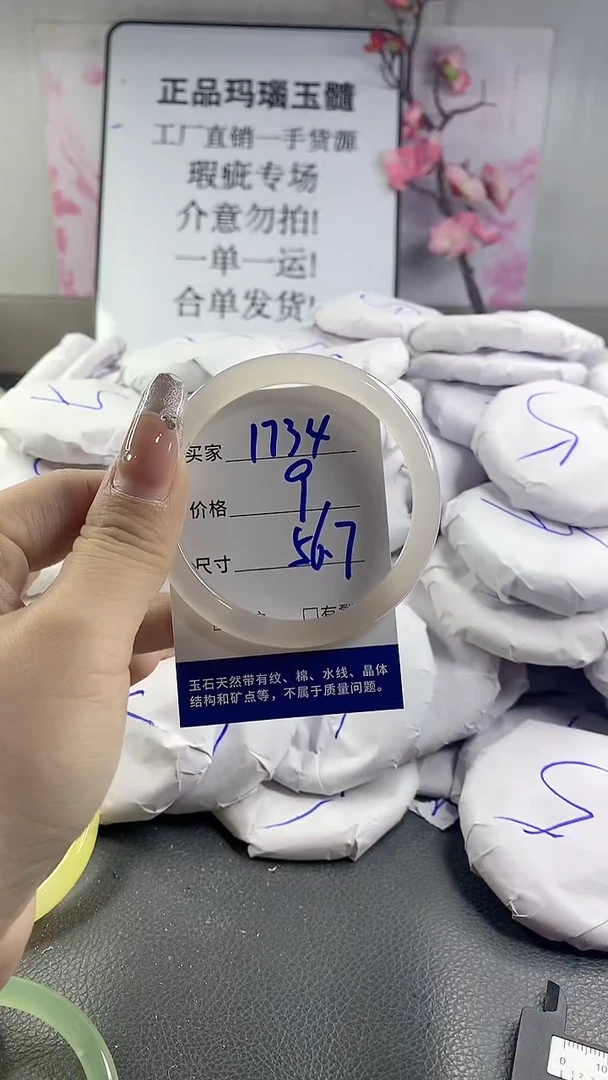 正品玛瑙玉髓
工厂直销一手货源
瑕疵专场
介意勿拍!
一单一运!
合单发货!
买家 1734
价格 9
尺寸 56.7
玉石天然带有纹、棉、水线、晶体
结构和矿点等，不属于质量问题。
0 10